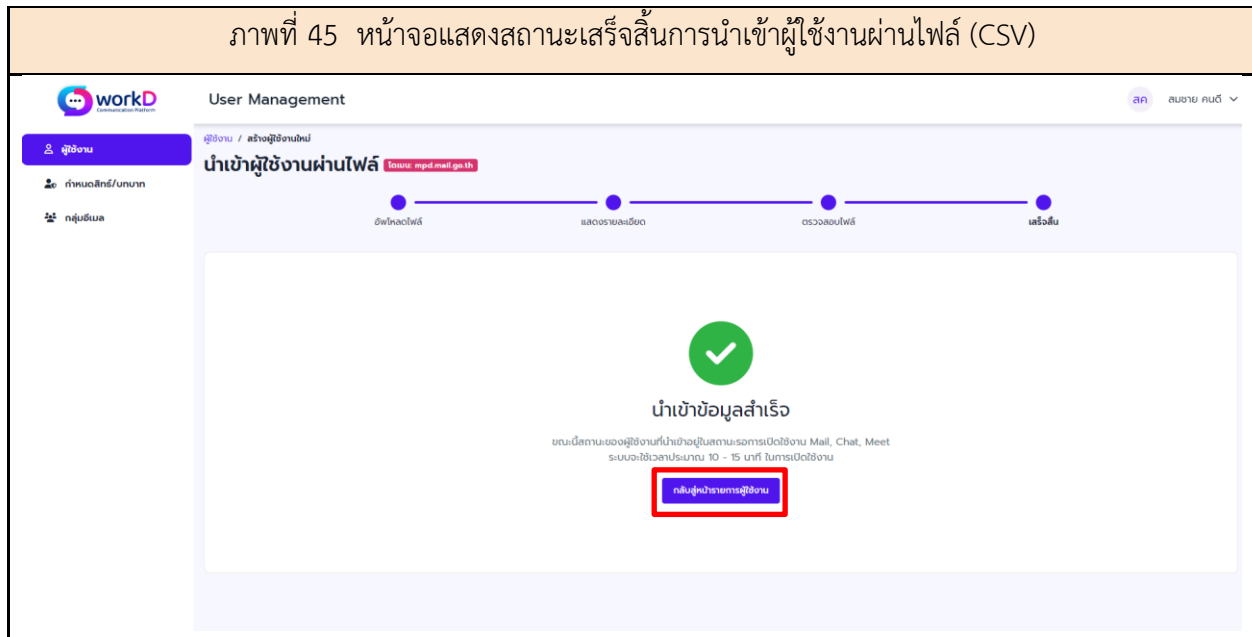 ภาพที่ 45 หน้าจอแสดงสถานะเสร็จสิ้นการนำเข้าผู้ใช้งานผ่านไฟล์ (CSV)
workD
Communication Platform
User Management
สค สมชาย คนดี
ผู้ใช้งาน
กำหนดสิทธิ์/บทบาท
กลุ่มอีเมล
ผู้ใช้งาน / สร้างผู้ใช้งานใหม่
นำเข้าผู้ใช้งานผ่านไฟล์ โดเมน: mpd.mail.go.th
อัพโหลดไฟล์ แสดงรายละเอียด ตรวจสอบไฟล์ เสร็จสิ้น
นำเข้าข้อมูลสำเร็จ
ขณะนี้สถานะของผู้ใช้งานที่นำเข้าอยู่ในสถานะรอการเปิดใช้งาน Mail, Chat, Meet
ระบบจะใช้เวลาประมาณ 10 - 15 นาที ในการเปิดใช้งาน
กลับสู่หน้ารายการผู้ใช้งาน